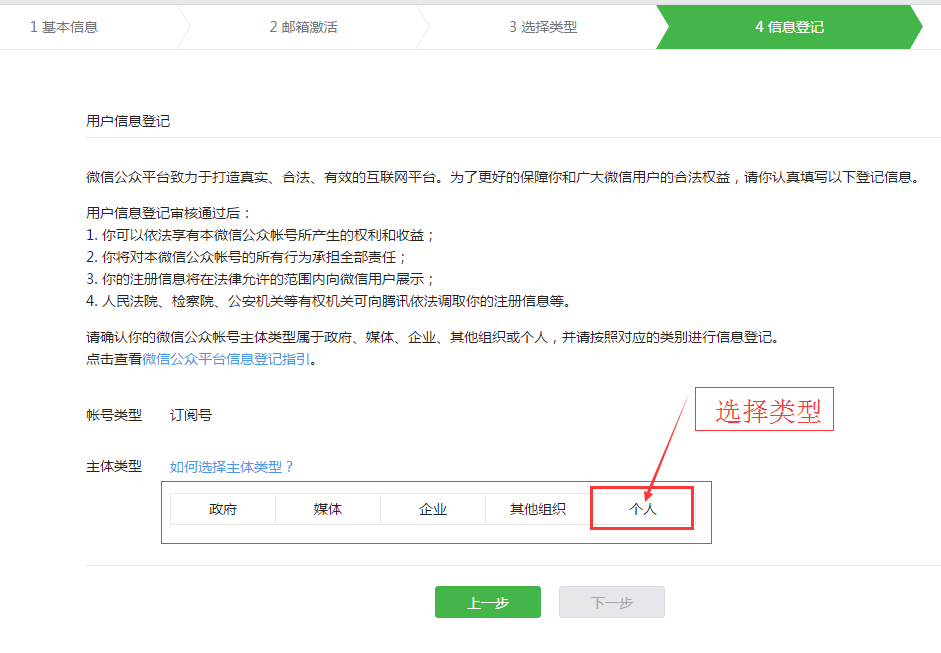 1 基本信息
2 邮箱激活
3 选择类型
4 信息登记
用户信息登记
微信公众平台致力于打造真实、合法、有效的互联网平台。为了更好的保障你和广大微信用户的合法权益，请你认真填写以下登记信息。
用户信息登记审核通过后：
1. 你可以依法享有本微信公众帐号所产生的权利和收益；
2. 你将对本微信公众帐号的所有行为承担全部责任；
3. 你的注册信息将在法律允许的范围内向微信用户展示；
4. 人民法院、检察院、公安机关等有权机关可向腾讯依法调取你的注册信息等。
请确认你的微信公众帐号主体类型属于政府、媒体、企业、其他组织或个人，并请按照对应的类别进行信息登记。
点击查看微信公众平台信息登记指引。
帐号类型 订阅号
选择类型
主体类型 如何选择主体类型？
政府 媒体 企业 其他组织 个人
上一步 下一步